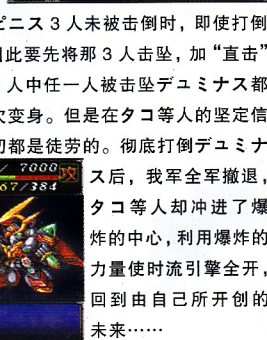 ピニス 3 人未被击倒时，即使打倒
因此要先将那 3 人击坠，加“直击”
人中任一人被击坠デュミナス都
次变身。但是在タコ等人的坚定信
切都是徒劳的。彻底打倒デュミナ
7000 攻
67/384
ス后，我军全军撤退，
タコ等人却冲进了爆
炸的中心，利用爆炸的
力量使时流引擎全开，
回到由自己所开创的
未来……